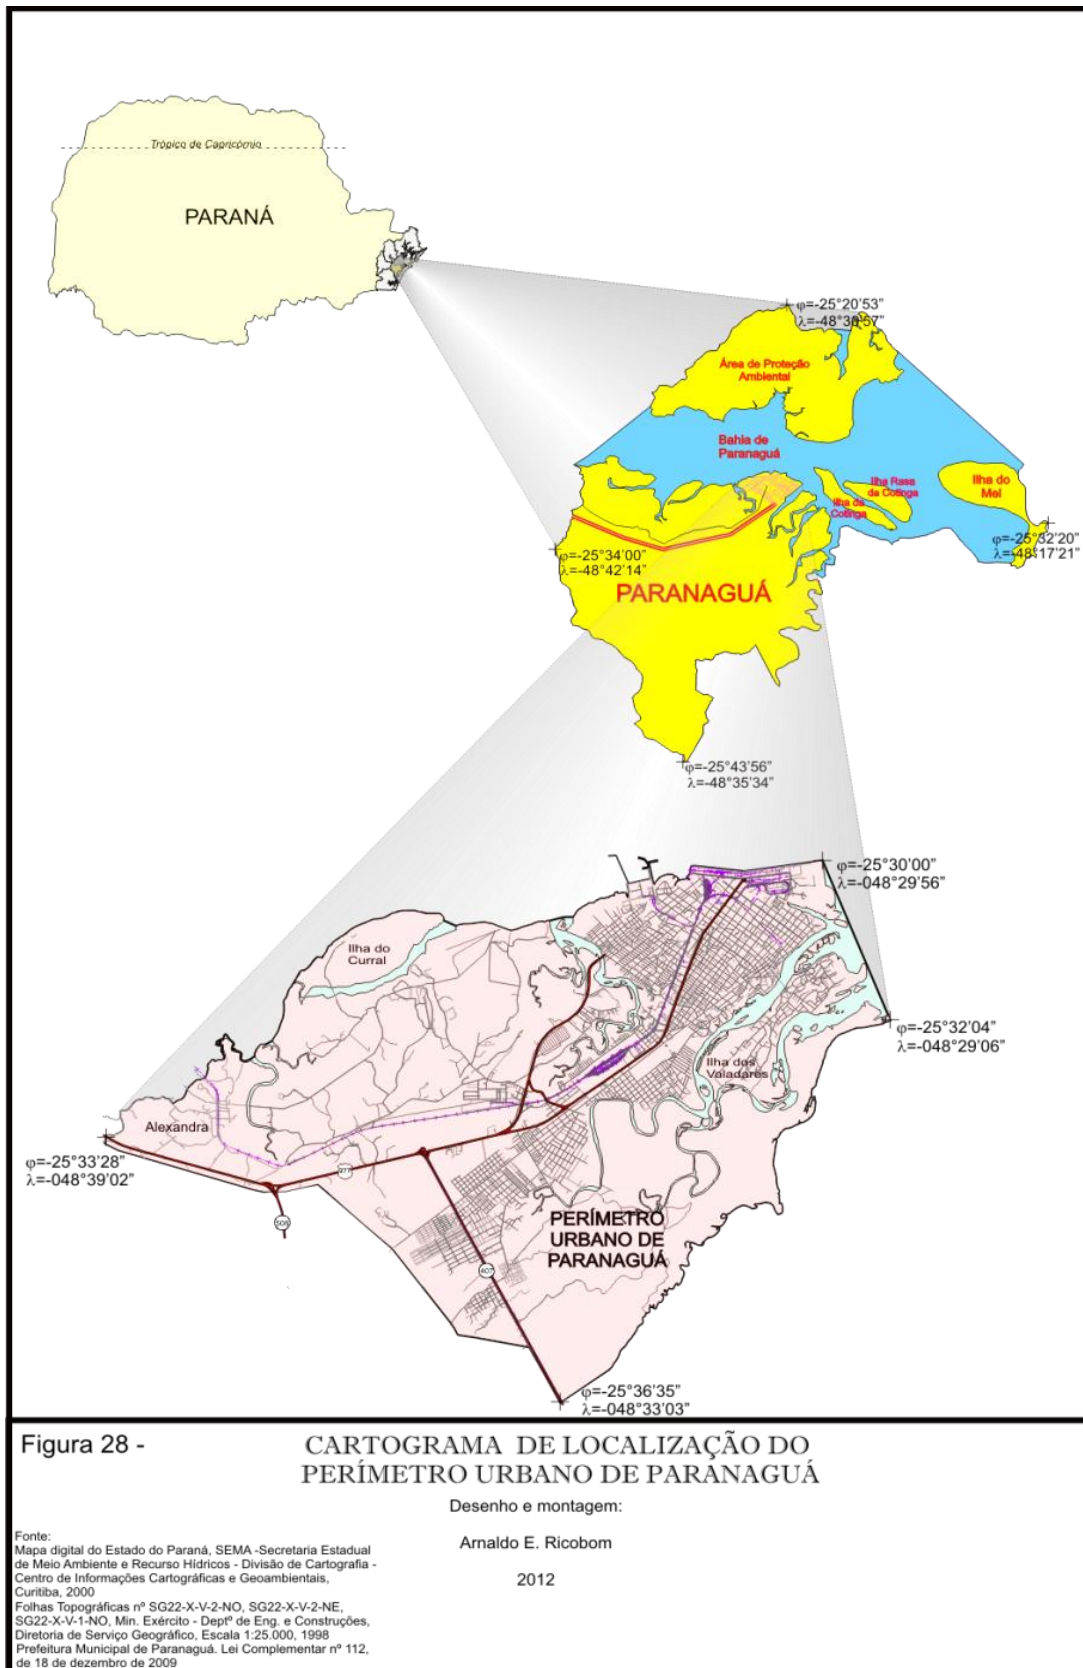 Trópico de Capricórnio
PARANÁ
φ=-25°20'53"
λ=-48°38'57"
Área de Proteção
Ambiental
Bahia de
Paranaguá
Ilha Rasa
da Cotinga
Ilha da
Cotinga
Ilha do
Mel
φ=-25°32'20"
λ=-48°17'21"
φ=-25°34'00"
λ=-48°42'14"
PARANAGUÁ
φ=-25°43'56"
λ=-48°35'34"
φ=-25°30'00"
λ=-048°29'56"
Ilha do
Curral
φ=-25°32'04"
λ=-048°29'06"
Ilha dos
Valadares
Alexandra
φ=-25°33'28"
λ=-048°39'02"
277
508
407
PERÍMETRO
URBANO DE
PARANAGUÁ
φ=-25°36'35"
λ=-048°33'03"
Figura 28 -
CARTOGRAMA DE LOCALIZAÇÃO DO
PERÍMETRO URBANO DE PARANAGUÁ
Desenho e montagem:
Arnaldo E. Ricobom
2012
Fonte:
Mapa digital do Estado do Paraná, SEMA -Secretaria Estadual
de Meio Ambiente e Recurso Hídricos - Divisão de Cartografia -
Centro de Informações Cartográficas e Geoambientais,
Curitiba, 2000
Folhas Topográficas nº SG22-X-V-2-NO, SG22-X-V-2-NE,
SG22-X-V-1-NO, Min. Exército - Deptº de Eng. e Construções,
Diretoria de Serviço Geográfico, Escala 1:25.000, 1998
Prefeitura Municipal de Paranaguá. Lei Complementar nº 112,
de 18 de dezembro de 2009